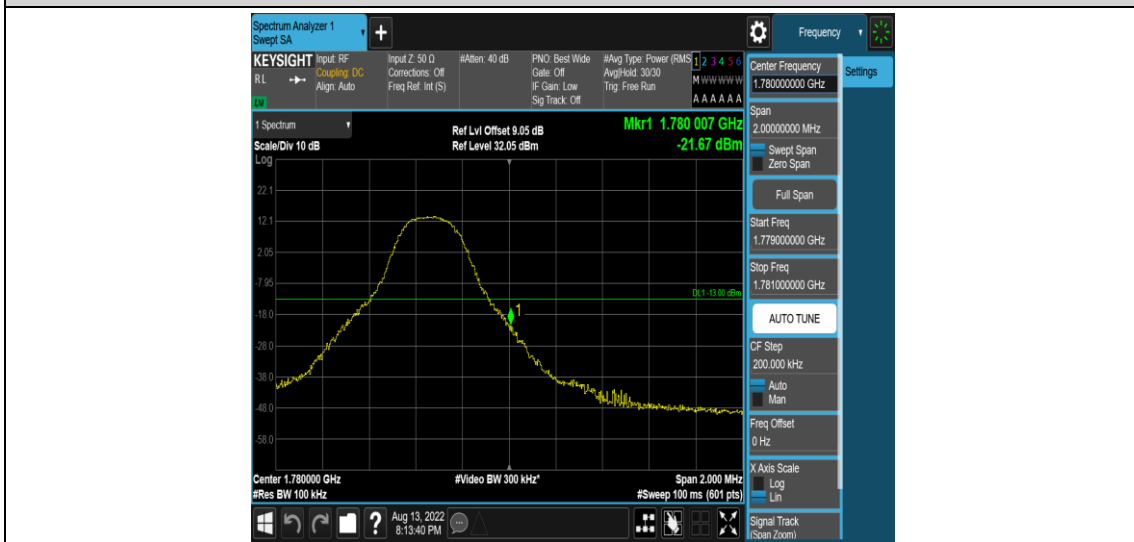 Spectrum Analyzer 1
Swept SA
+
Frequency
KEYSIGHT
RL
Input: RF
Coupling: DC
Align: Auto
Input Z: 50 Ω
Corrections: Off
Freq Ref: Int (S)
#Atten: 40 dB
PNO: Best Wide
Gate: Off
IF Gain: Low
Sig Track: Off
#Avg Type: Power (RMS
Avg|Hold: 30/30
Trig: Free Run
1 2 3 4 5 6
M W W W W W
A A A A A A
1 Spectrum
Scale/Div 10 dB
Log
Ref Lvl Offset 9.05 dB
Ref Level 32.05 dBm
Mkr1 1.780 007 GHz
-21.67 dBm
22.1
12.1
2.05
-7.95
-18.0
-28.0
-38.0
-48.0
-58.0
DL1 -13.00 dBm
1
Center 1.780000 GHz
#Res BW 100 kHz
#Video BW 300 kHz*
Span 2.000 MHz
#Sweep 100 ms (601 pts)
Center Frequency
1.780000000 GHz
Settings
Span
2.00000000 MHz
Swept Span
Zero Span
Full Span
Start Freq
1.779000000 GHz
Stop Freq
1.781000000 GHz
AUTO TUNE
CF Step
200.000 kHz
Auto
Man
Freq Offset
0 Hz
X Axis Scale
Log
Lin
Signal Track
(Span Zoom)
?
Aug 13, 2022
8:13:40 PM